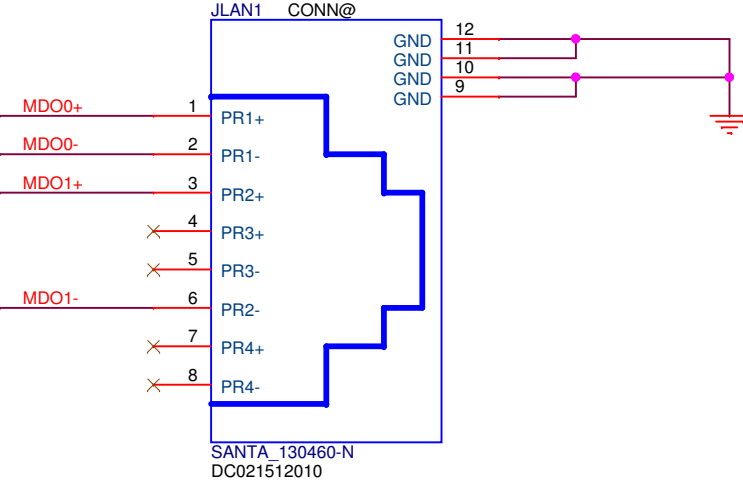 JLAN1 CONN@
GND 12
GND 11
GND 10
GND 9
MDO0+ 1 PR1+
MDO0- 2 PR1-
MDO1+ 3 PR2+
4 PR3+
5 PR3-
MDO1- 6 PR2-
7 PR4+
8 PR4-
SANTA_130460-N
DC021512010